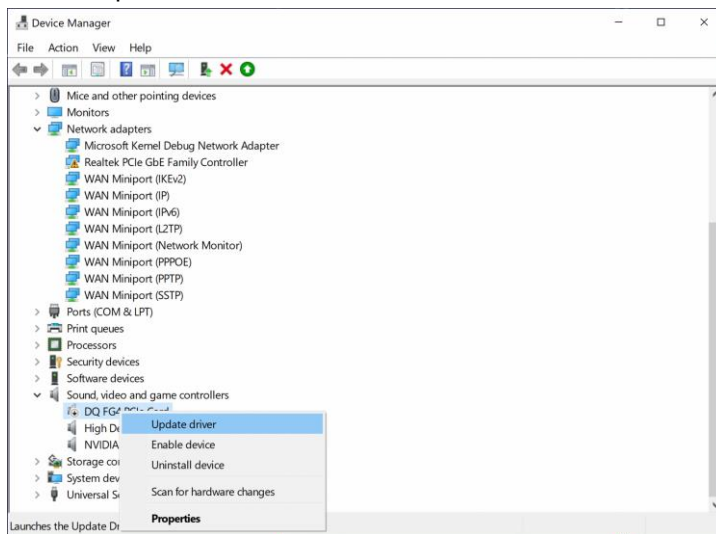 Device Manager
File Action View Help
Mice and other pointing devices
Monitors
Network adapters
Microsoft Kernel Debug Network Adapter
Realtek PCIe GbE Family Controller
WAN Miniport (IKEv2)
WAN Miniport (IP)
WAN Miniport (IPv6)
WAN Miniport (L2TP)
WAN Miniport (Network Monitor)
WAN Miniport (PPPOE)
WAN Miniport (PPTP)
WAN Miniport (SSTP)
Ports (COM & LPT)
Print queues
Processors
Security devices
Software devices
Sound, video and game controllers
DQ FG4 PCIe Card
High De
NVIDIA
Storage co
System dev
Universal S
Update driver
Enable device
Uninstall device
Scan for hardware changes
Properties
Launches the Update Dr